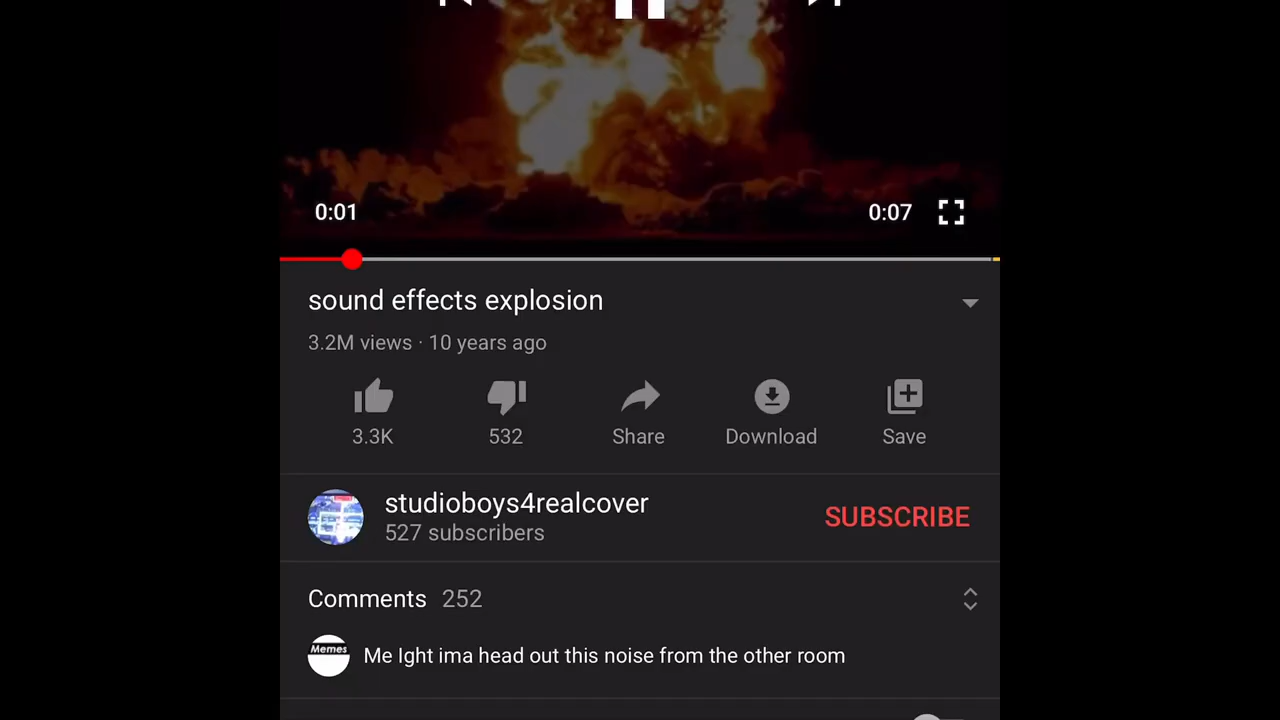 0:01
0:07
sound effects explosion
3.2M views · 10 years ago
3.3K
532
Share
Download
Save
studioboys4realcover
527 subscribers
SUBSCRIBE
Comments 252
Memes
Me Ight ima head out this noise from the other room